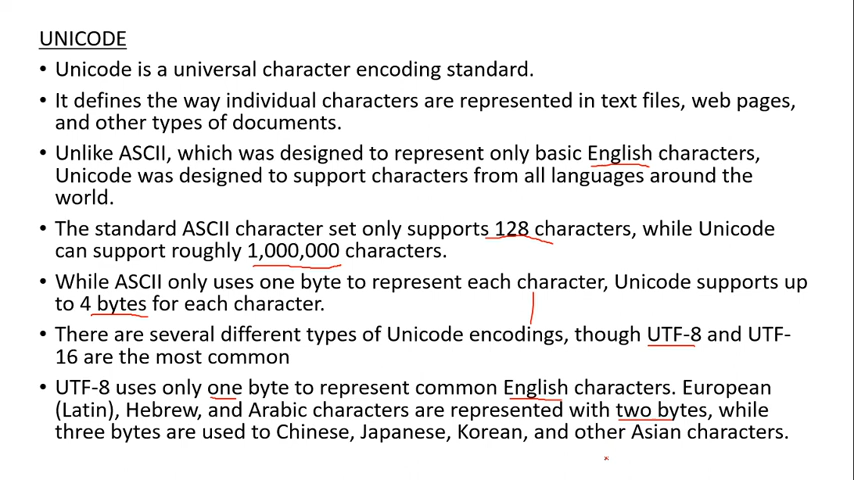 UNICODE
• Unicode is a universal character encoding standard.
• It defines the way individual characters are represented in text files, web pages,
and other types of documents.
• Unlike ASCII, which was designed to represent only basic English characters,
Unicode was designed to support characters from all languages around the
world.
• The standard ASCII character set only supports 128 characters, while Unicode
can support roughly 1,000,000 characters.
• While ASCII only uses one byte to represent each character, Unicode supports up
to 4 bytes for each character.
• There are several different types of Unicode encodings, though UTF-8 and UTF-
16 are the most common
• UTF-8 uses only one byte to represent common English characters. European
(Latin), Hebrew, and Arabic characters are represented with two bytes, while
three bytes are used to Chinese, Japanese, Korean, and other Asian characters.